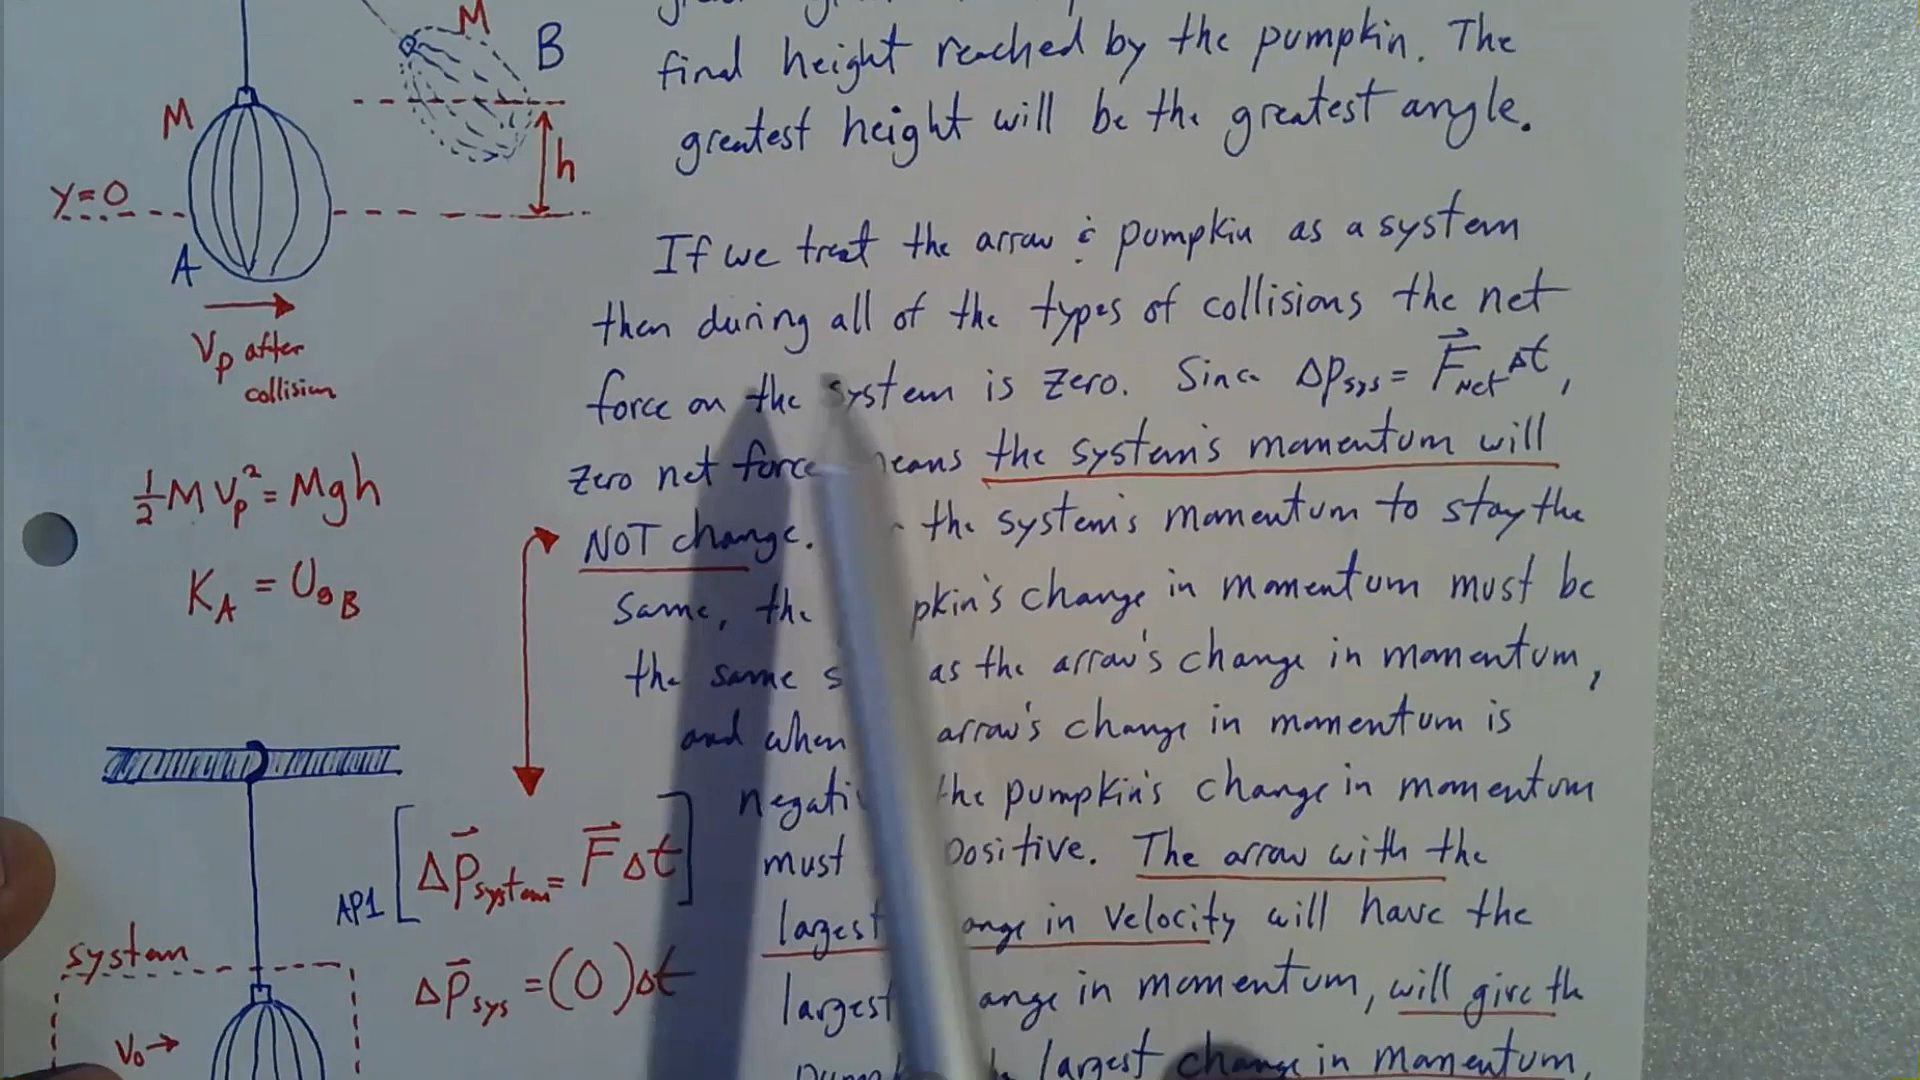 final height reached by the pumpkin. The
greatest height will be the greatest angle.
If we treat the arrow & pumpkin as a system
then during all of the types of collisions the net
force on the system is zero. Since Δpsys = F⃗Net Δt,
zero net force means the system's momentum will
NOT change. the system's momentum to stay the
same, the pkin's change in momentum must be
the same s as the arrow's change in momentum,
and when arrow's change in momentum is
negati the pumpkin's change in momentum
must positive. The arrow with the
largest ange in velocity will have the
largest ange in momentum, will give th
largest change in momentum,
M
B
M
h
y=0
A
Vp after
collision
½MVp²=Mgh
KA = UgB
AP1 [Δp⃗system= F⃗Δt]
system
Δp⃗sys =(0)Δt
V₀→